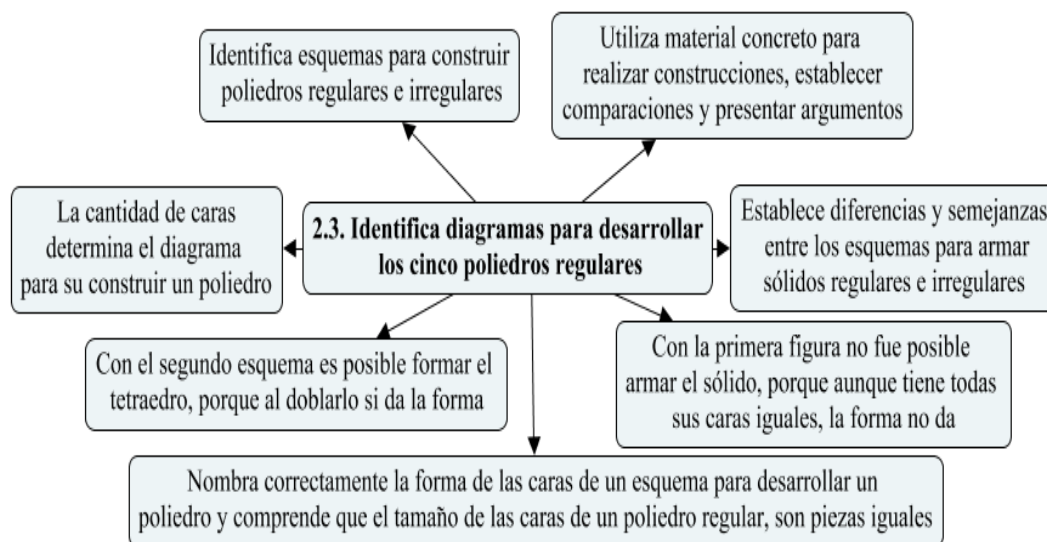 Identifica esquemas para construir
poliedros regulares e irregulares
Utiliza material concreto para
realizar construcciones, establecer
comparaciones y presentar argumentos
La cantidad de caras
determina el diagrama
para su construir un poliedro
2.3. Identifica diagramas para desarrollar
los cinco poliedros regulares
Establece diferencias y semejanzas
entre los esquemas para armar
sólidos regulares e irregulares
Con el segundo esquema es posible formar el
tetraedro, porque al doblarlo si da la forma
Con la primera figura no fue posible
armar el sólido, porque aunque tiene todas
sus caras iguales, la forma no da
Nombra correctamente la forma de las caras de un esquema para desarrollar un
poliedro y comprende que el tamaño de las caras de un poliedro regular, son piezas iguales